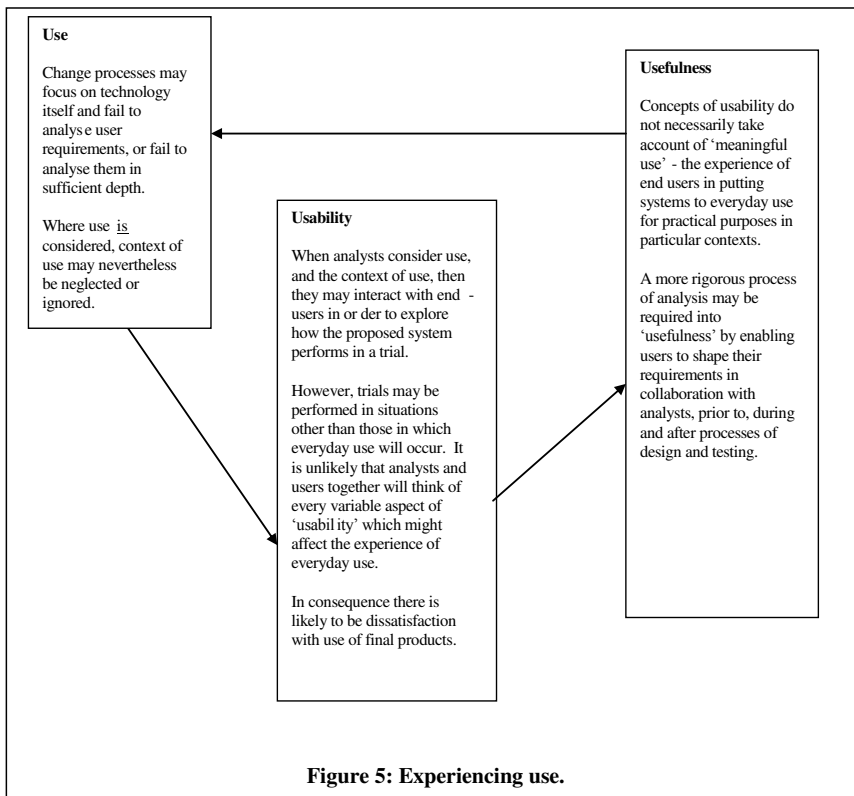 Use
Change processes may
focus on technology
itself and fail to
analyse user
requirements, or fail to
analyse them in
sufficient depth.
Where use is
considered, context of
use may nevertheless
be neglected or
ignored.
Usability
When analysts consider use,
and the context of use, then
they may interact with end -
users in or der to explore
how the proposed system
performs in a trial.
However, trials may be
performed in situations
other than those in which
everyday use will occur. It
is unlikely that analysts and
users together will think of
every variable aspect of
‘usability’ which might
affect the experience of
everyday use.
In consequence there is
likely to be dissatisfaction
with use of final products.
Usefulness
Concepts of usability do
not necessarily take
account of ‘meaningful
use’ - the experience of
end users in putting
systems to everyday use
for practical purposes in
particular contexts.
A more rigorous process
of analysis may be
required into
‘usefulness’ by enabling
users to shape their
requirements in
collaboration with
analysts, prior to, during
and after processes of
design and testing.
Figure 5: Experiencing use.